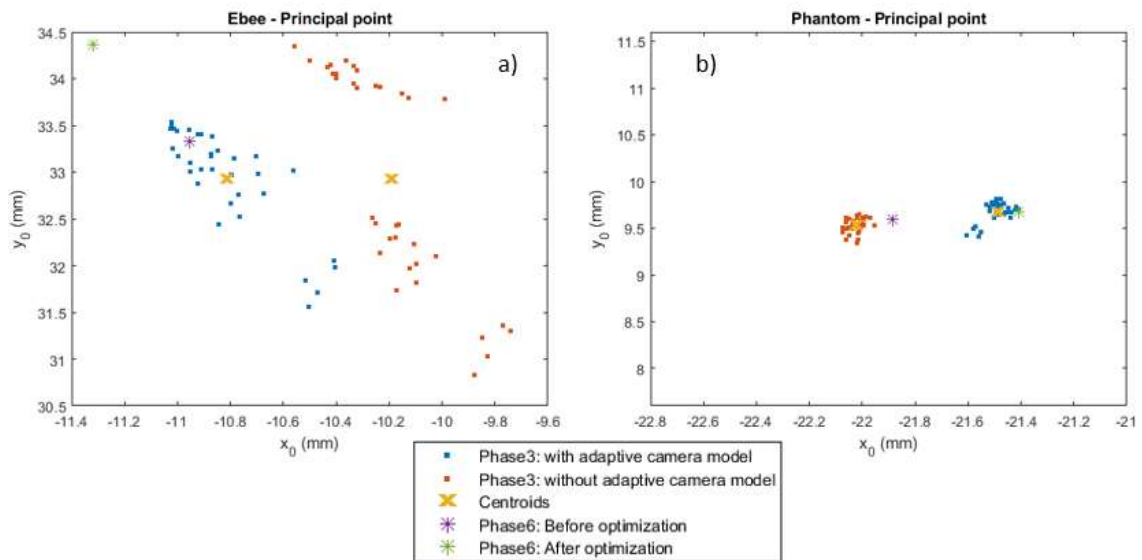 Ebee - Principal point
a)
34.5
34
33.5
33
32.5
32
31.5
31
30.5
y0 (mm)
-11.4 -11.2 -11 -10.8 -10.6 -10.4 -10.2 -10 -9.8 -9.6
x0 (mm)
Phantom - Principal point
b)
11.5
11
10.5
10
9.5
9
8.5
8
y0 (mm)
-22.8 -22.6 -22.4 -22.2 -22 -21.8 -21.6 -21.4 -21.2 -21
x0 (mm)
Phase3: with adaptive camera model
Phase3: without adaptive camera model
Centroids
Phase6: Before optimization
Phase6: After optimization